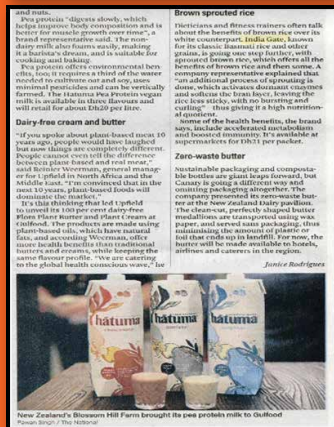 and nuts.
Pea protein "digests slowly, which
helps improve body composition and is
better for muscle growth over time", a
brand representative said. The non-
dairy milk also foams easily, making
it a barista's dream, and is suitable for
cooking and baking.
Pea protein offers environmental ben-
efits, too; it requires a third of the water
needed to cultivate oat and soy, uses
minimal pesticides and can be vertically
farmed. The Hatuma Pea Protein vegan
milk is available in three flavours and
will retail for about Dh20 per litre.
Dairy-free cream and butter
"If you spoke about plant-based meat 10
years ago, people would have laughed
but now things are completely different.
People cannot even tell the difference
between plant-based and real meat,"
said Reinier Weerman, general manag-
er for Upfield in North Africa and the
Middle East. "I'm convinced that in the
next 10 years, plant-based foods will
dominate the market."
It's this thinking that led Upfield
to unveil its 100 per cent dairy-free
Flora Plant Butter and Plant Cream at
Gulfood. The products are made using
plant-based oils, which have natural
fats, and according Weerman, offer
more health benefits than traditional
butters and creams, while keeping the
same flavour profile. "We are catering
to the global health conscious wave," he
Brown sprouted rice
Dieticians and fitness trainers often talk
about the benefits of brown rice over its
white counterpart. India Gate, known
for its classic basmati rice and other
grains, is going one step further, with
sprouted brown rice, which offers all the
benefits of brown rice and then some. A
company representative explained that
"an additional process of sprouting is
done, which activates dormant enzymes
and softens the bran layer, leaving the
rice less sticky, with no bursting and
curling" thus giving it a high nutrition-
al quotient.
Some of the health benefits, the brand
says, include accelerated metabolism
and boosted immunity. It's available at
supermarkets for Dh21 per packet.
Zero-waste butter
Sustainable packaging and composta-
ble bottles are giant leaps forward, but
Canary is going a different way and
omitting packaging altogether. The
company presented its zero-waste but-
ter at the New Zealand Dairy pavilion.
The clean-cut, perfectly shaped butter
medallions are transported using wax
paper, and served sans packaging, thus
minimising the amount of plastic or
foil that ends up in landfill. For now, the
butter will be made available to hotels,
airlines and caterers in the region.
Janice Rodrigues
hátuma
hátuma
hátuma
New Zealand's Blossom Hill Farm brought its pea protein milk to Gulfood
Pawan Singh / The National